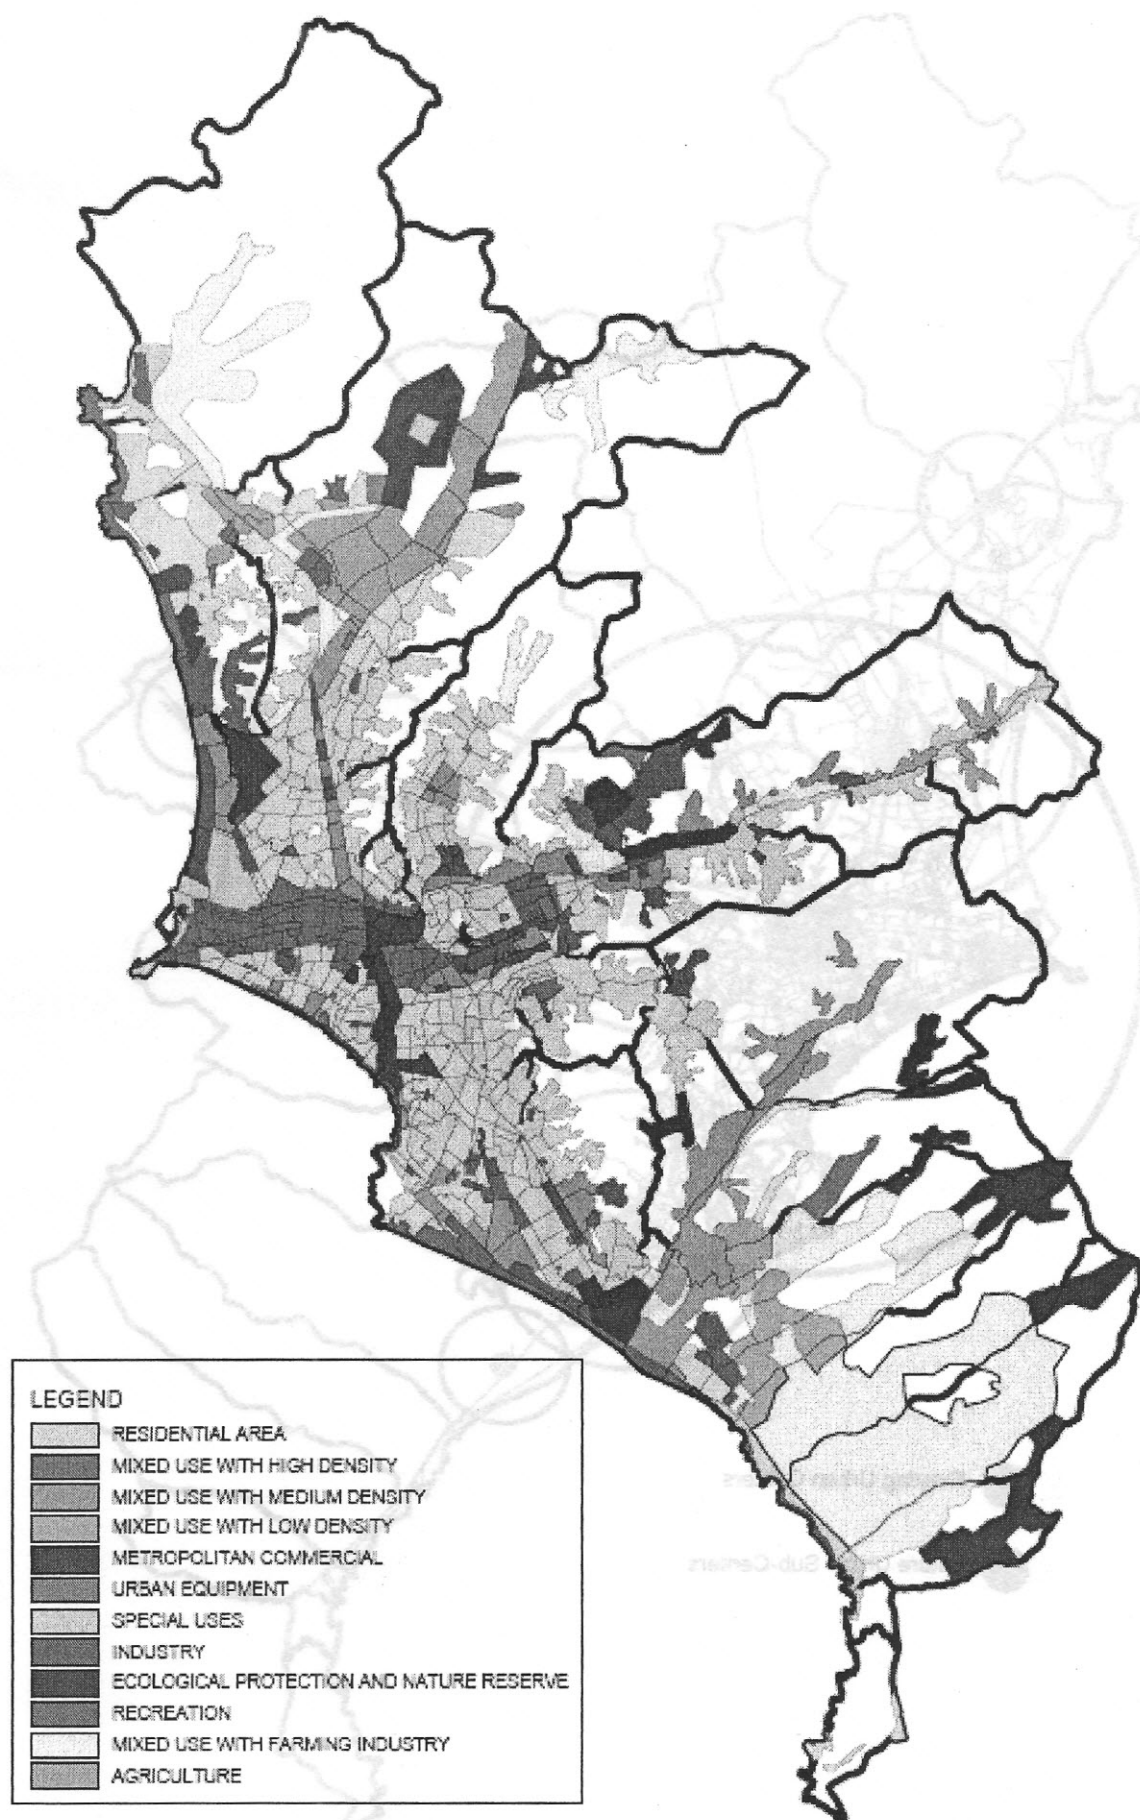 LEGEND
RESIDENTIAL AREA
MIXED USE WITH HIGH DENSITY
MIXED USE WITH MEDIUM DENSITY
MIXED USE WITH LOW DENSITY
METROPOLITAN COMMERCIAL
URBAN EQUIPMENT
SPECIAL USES
INDUSTRY
ECOLOGICAL PROTECTION AND NATURE RESERVE
RECREATION
MIXED USE WITH FARMING INDUSTRY
AGRICULTURE